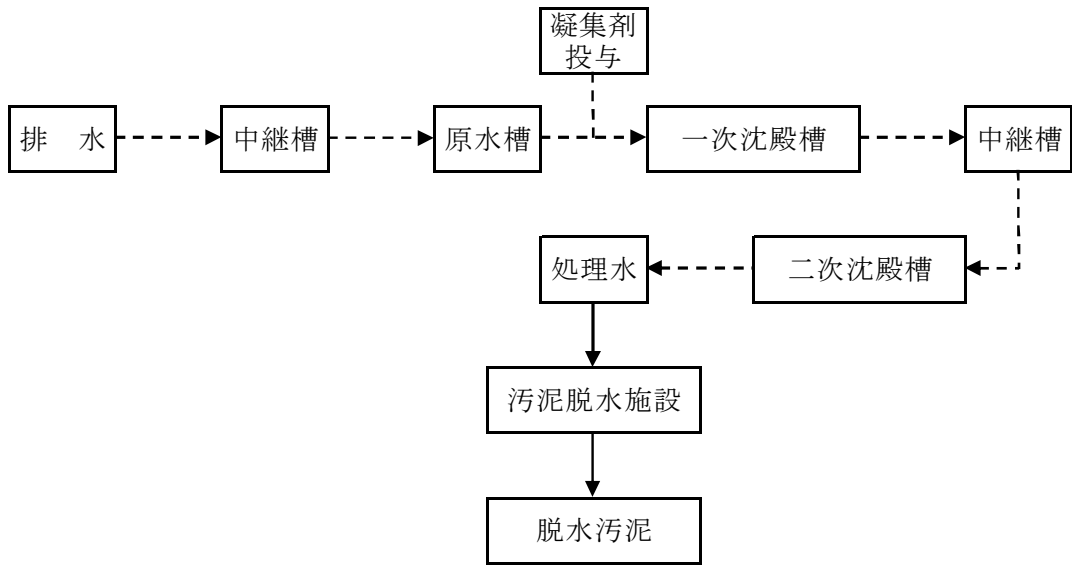 凝集剤
投与
排　水
中継槽
原水槽
一次沈殿槽
中継槽
二次沈殿槽
処理水
汚泥脱水施設
脱水汚泥